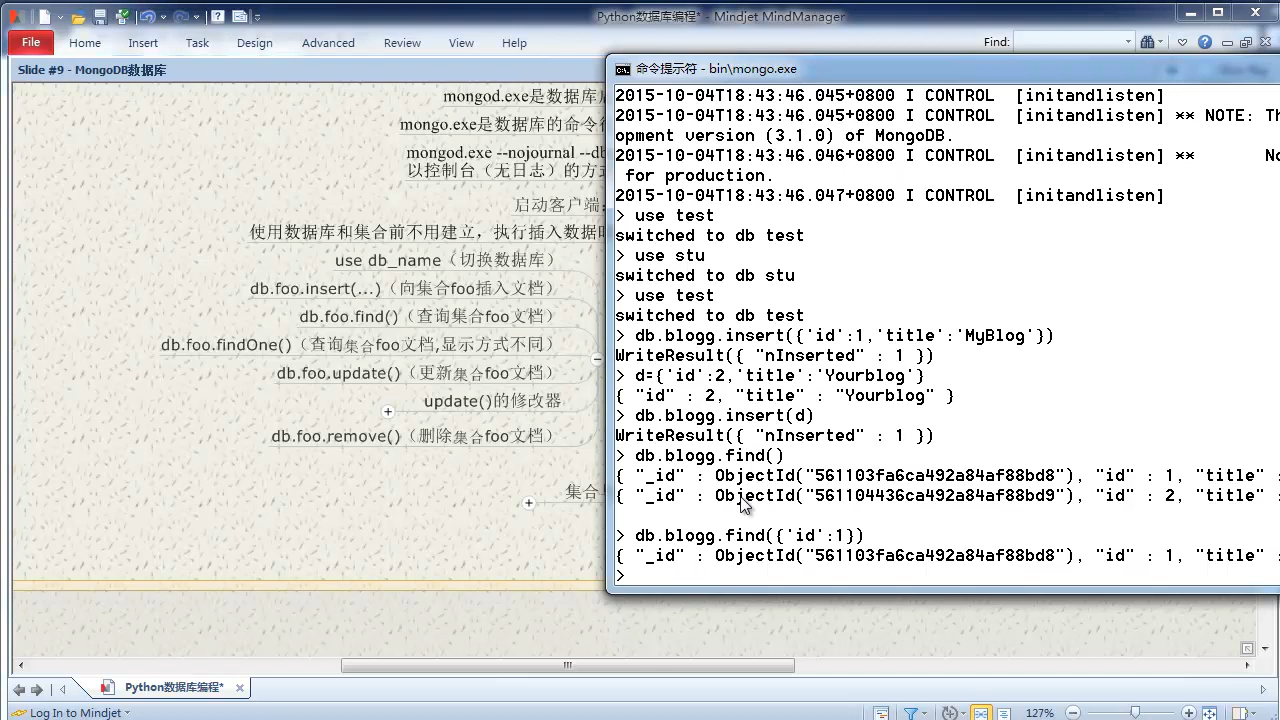 Python数据库编程* - Mindjet MindManager
File Home Insert Task Design Advanced Review View Help Find:
Slide #9 - MongoDB数据库
mongod.exe是数据库
mongo.exe是数据库的命令
mongod.exe --nojournal --db
以控制台（无日志）的方
启动客户端:
使用数据库和集合前不用建立，执行插入数据
use db_name（切换数据库）
db.foo.insert(...)（向集合foo插入文档）
db.foo.find()（查询集合foo文档）
db.foo.findOne()（查询集合foo文档,显示方式不同）
db.foo.update()（更新集合foo文档）
update()的修改器
db.foo.remove()（删除集合foo文档）
集合
命令提示符 - bin\mongo.exe
2015-10-04T18:43:46.045+0800 I CONTROL [initandlisten]
2015-10-04T18:43:46.045+0800 I CONTROL [initandlisten] ** NOTE: Th
opment version (3.1.0) of MongoDB.
2015-10-04T18:43:46.046+0800 I CONTROL [initandlisten] ** No
for production.
2015-10-04T18:43:46.047+0800 I CONTROL [initandlisten]
> use test
switched to db test
> use stu
switched to db stu
> use test
switched to db test
> db.blogg.insert({'id':1,'title':'MyBlog'})
WriteResult({ "nInserted" : 1 })
> d={'id':2,'title':'Yourblog'}
{ "id" : 2, "title" : "Yourblog" }
> db.blogg.insert(d)
WriteResult({ "nInserted" : 1 })
> db.blogg.find()
{ "_id" : ObjectId("561103fa6ca492a84af88bd8"), "id" : 1, "title" :
{ "_id" : ObjectId("561104436ca492a84af88bd9"), "id" : 2, "title" :
> db.blogg.find({'id':1})
{ "_id" : ObjectId("561103fa6ca492a84af88bd8"), "id" : 1, "title" :
>
Python数据库编程*
Log In to Mindjet
127%